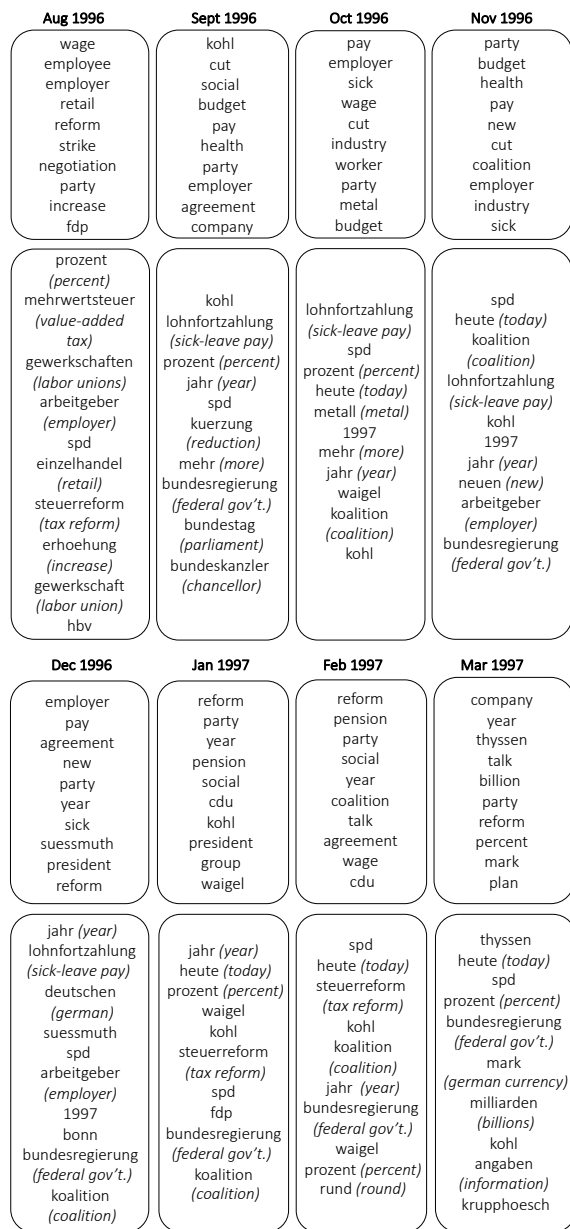 Aug 1996
wage
employee
employer
retail
reform
strike
negotiation
party
increase
fdp
prozent
(percent)
mehrwertsteuer
(value-added
tax)
gewerkschaften
(labor unions)
arbeitgeber
(employer)
spd
einzelhandel
(retail)
steuerreform
(tax reform)
erhoehung
(increase)
gewerkschaft
(labor union)
hbv
Sept 1996
kohl
cut
social
budget
pay
health
party
employer
agreement
company
kohl
lohnfortzahlung
(sick-leave pay)
prozent (percent)
jahr (year)
spd
kuerzung
(reduction)
mehr (more)
bundesregierung
(federal gov't.)
bundestag
(parliament)
bundeskanzler
(chancellor)
Oct 1996
pay
employer
sick
wage
cut
industry
worker
party
metal
budget
lohnfortzahlung
(sick-leave pay)
spd
prozent (percent)
heute (today)
metall (metal)
1997
mehr (more)
jahr (year)
waigel
koalition
(coalition)
kohl
Nov 1996
party
budget
health
pay
new
cut
coalition
employer
industry
sick
spd
heute (today)
koalition
(coalition)
lohnfortzahlung
(sick-leave pay)
kohl
1997
jahr (year)
neuen (new)
arbeitgeber
(employer)
bundesregierung
(federal gov't.)
Dec 1996
employer
pay
agreement
new
party
year
sick
suessmuth
president
reform
jahr (year)
lohnfortzahlung
(sick-leave pay)
deutschen
(german)
suessmuth
spd
arbeitgeber
(employer)
1997
bonn
bundesregierung
(federal gov't.)
koalition
(coalition)
Jan 1997
reform
party
year
pension
social
cdu
kohl
president
group
waigel
jahr (year)
heute (today)
prozent (percent)
waigel
kohl
steuerreform
(tax reform)
spd
fdp
bundesregierung
(federal gov't.)
koalition
(coalition)
Feb 1997
reform
pension
party
social
year
coalition
talk
agreement
wage
cdu
spd
heute (today)
steuerreform
(tax reform)
kohl
koalition
(coalition)
jahr (year)
bundesregierung
(federal gov't.)
waigel
prozent (percent)
rund (round)
Mar 1997
company
year
thyssen
talk
billion
party
reform
percent
mark
plan
thyssen
heute (today)
spd
prozent (percent)
bundesregierung
(federal gov't.)
mark
(german currency)
milliarden
(billions)
kohl
angaben
(information)
krupphoesch